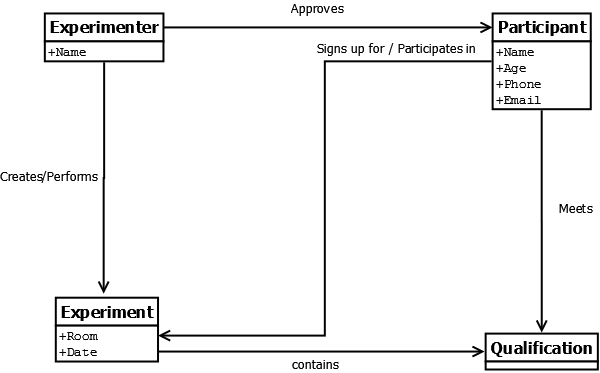 Approves
Experimenter
+Name
Participant
+Name
+Age
+Phone
+Email
Signs up for / Participates in
Creates/Performs
Meets
Experiment
+Room
+Date
Qualification
contains